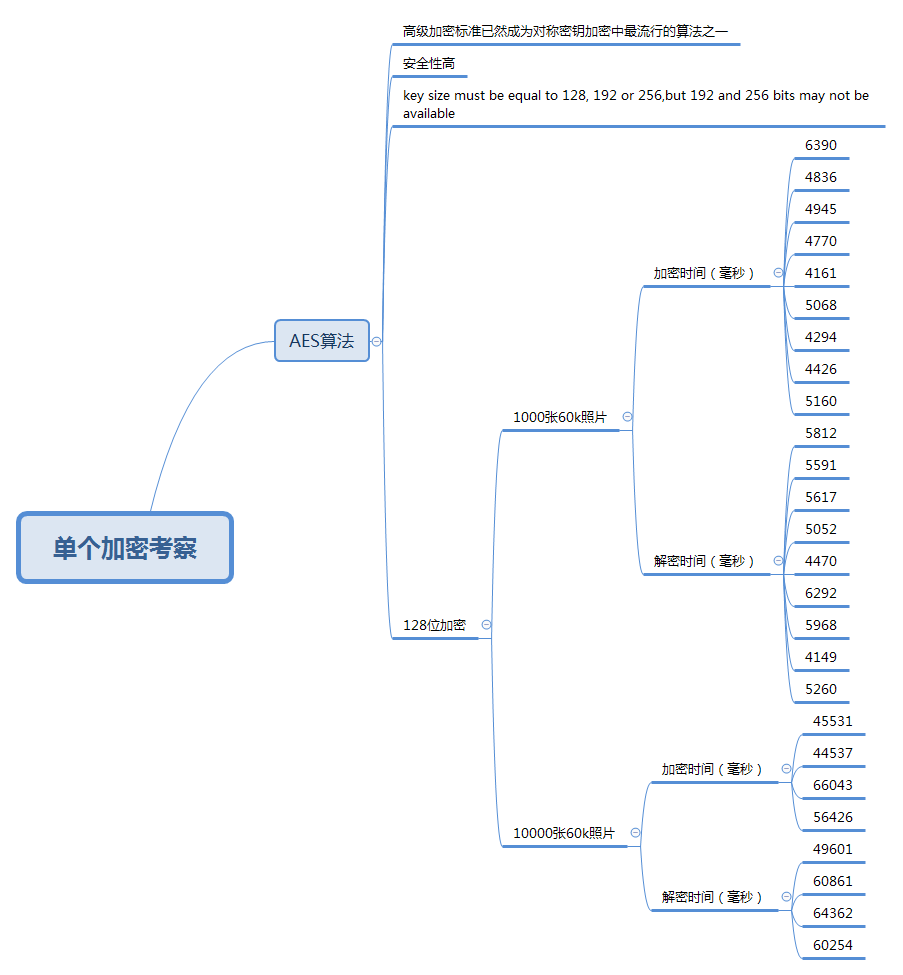 单个加密考察
AES算法
高级加密标准已然成为对称密钥加密中最流行的算法之一
安全性高
key size must be equal to 128, 192 or 256,but 192 and 256 bits may not be
available
128位加密
1000张60k照片
加密时间（毫秒）
6390
4836
4945
4770
4161
5068
4294
4426
5160
解密时间（毫秒）
5812
5591
5617
5052
4470
6292
5968
4149
5260
10000张60k照片
加密时间（毫秒）
45531
44537
66043
56426
解密时间（毫秒）
49601
60861
64362
60254